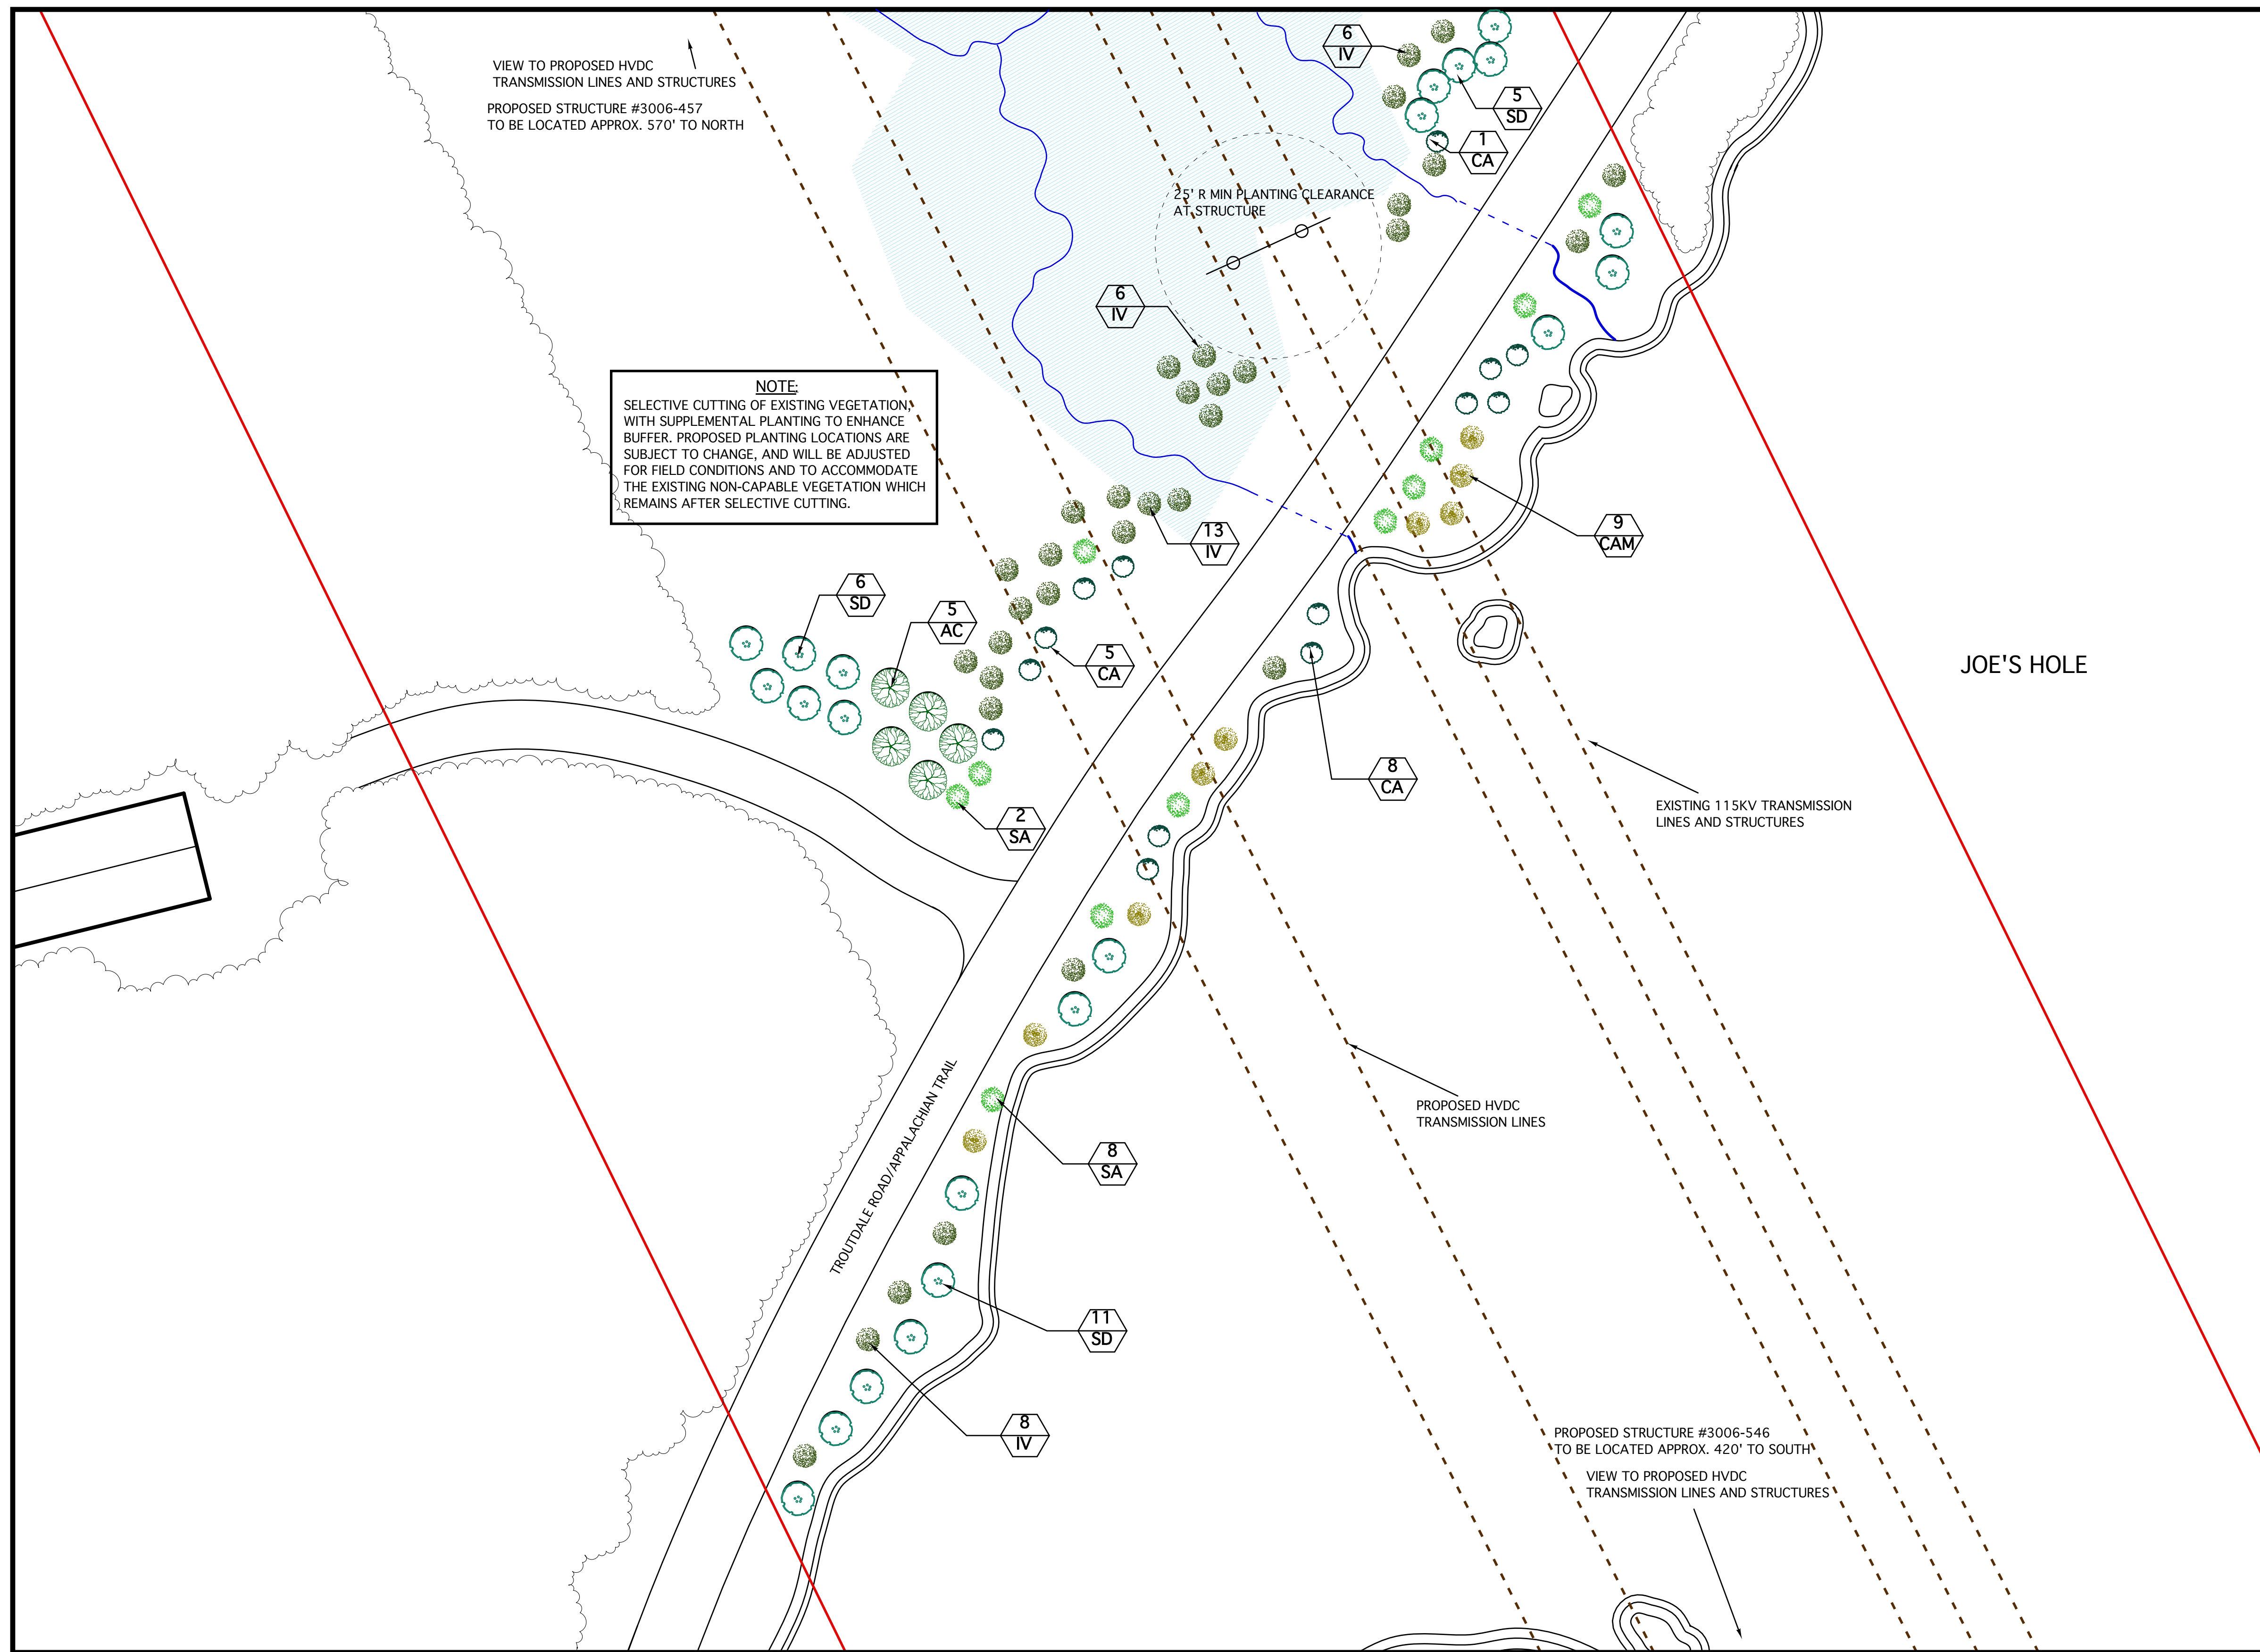 VIEW TO PROPOSED HVDC
TRANSMISSION LINES AND STRUCTURES
PROPOSED STRUCTURE #3006-457
TO BE LOCATED APPROX. 570' TO NORTH
6
IV
5
SD
1
CA
25' R MIN PLANTING CLEARANCE
AT STRUCTURE
6
IV
NOTE:
SELECTIVE CUTTING OF EXISTING VEGETATION,
WITH SUPPLEMENTAL PLANTING TO ENHANCE
BUFFER. PROPOSED PLANTING LOCATIONS ARE
SUBJECT TO CHANGE, AND WILL BE ADJUSTED
FOR FIELD CONDITIONS AND TO ACCOMMODATE
THE EXISTING NON-CAPABLE VEGETATION WHICH
REMAINS AFTER SELECTIVE CUTTING.
13
IV
9
CAM
6
SD
5
AC
5
CA
JOE'S HOLE
8
CA
2
SA
EXISTING 115KV TRANSMISSION
LINES AND STRUCTURES
PROPOSED HVDC
TRANSMISSION LINES
TROUTDALE ROAD/APPALACHIAN TRAIL
8
SA
11
SD
8
IV
PROPOSED STRUCTURE #3006-546
TO BE LOCATED APPROX. 420' TO SOUTH
VIEW TO PROPOSED HVDC
TRANSMISSION LINES AND STRUCTURES